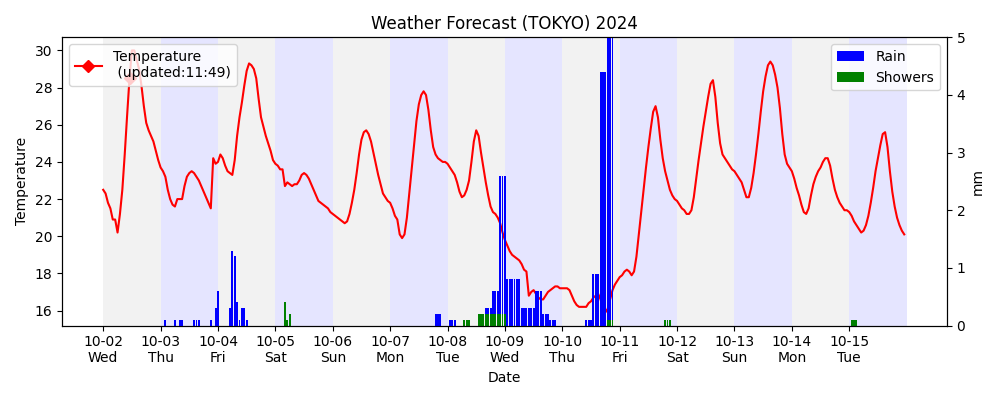 Weather Forecast (TOKYO) 2024
Temperature
(updated:11:49)
Rain
Showers
30
28
26
24
22
20
18
16
Temperature
5
4
3
2
1
0
mm
10-02 10-03 10-04 10-05 10-06 10-07 10-08 10-09 10-10 10-11 10-12 10-13 10-14 10-15
Wed Thu Fri Sat Sun Mon Tue Wed Thu Fri Sat Sun Mon Tue
Date